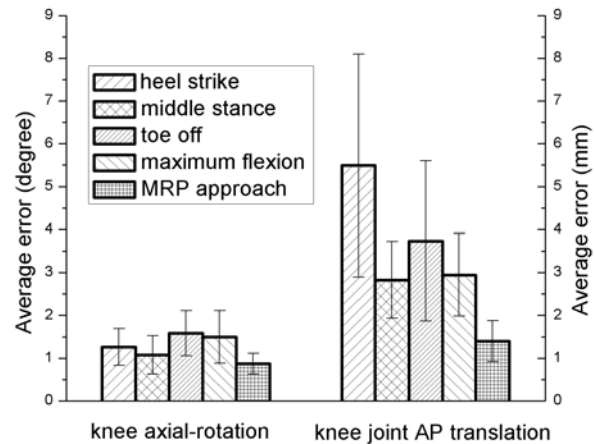 9
8
7
6
5
4
3
2
1
0
Average error (degree)
heel strike
middle stance
toe off
maximum flexion
MRP approach
9
8
7
6
5
4
3
2
1
0
Average error (mm)
knee axial-rotation
knee joint AP translation